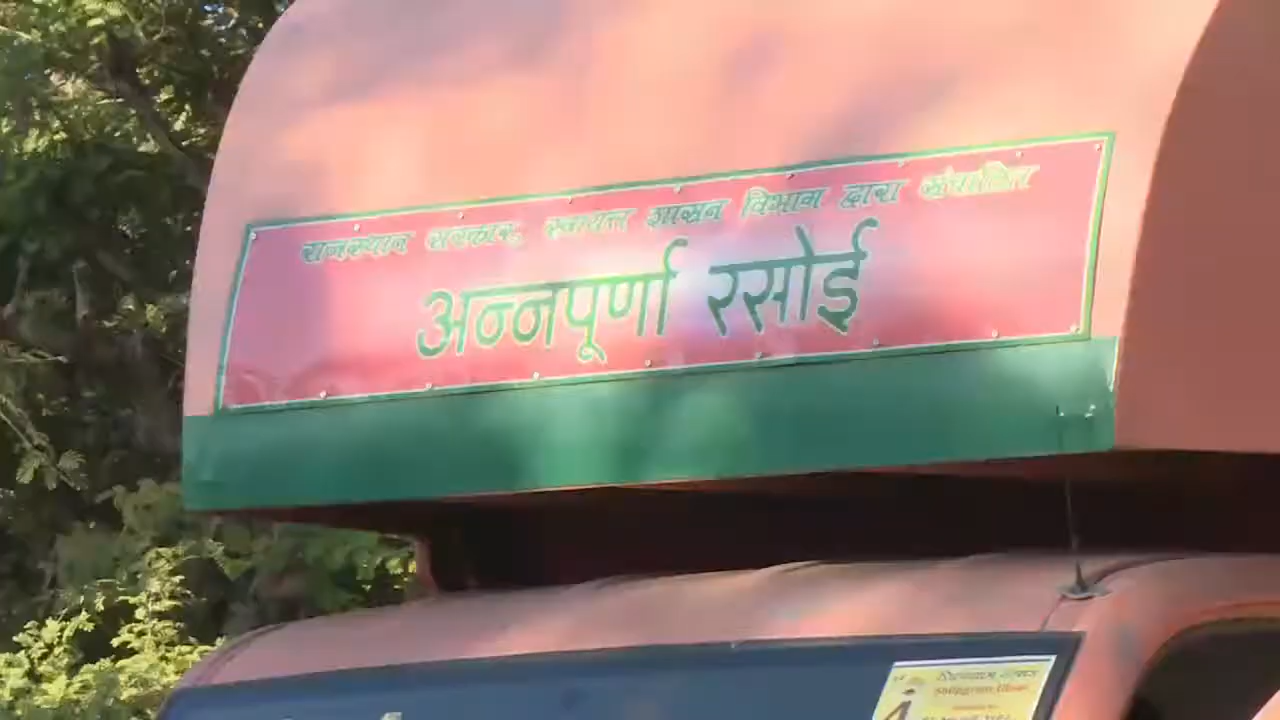 राजस्थान सरकार, स्वायत्त शासन विभाग द्वारा संचालित
अन्नपूर्णा रसोई